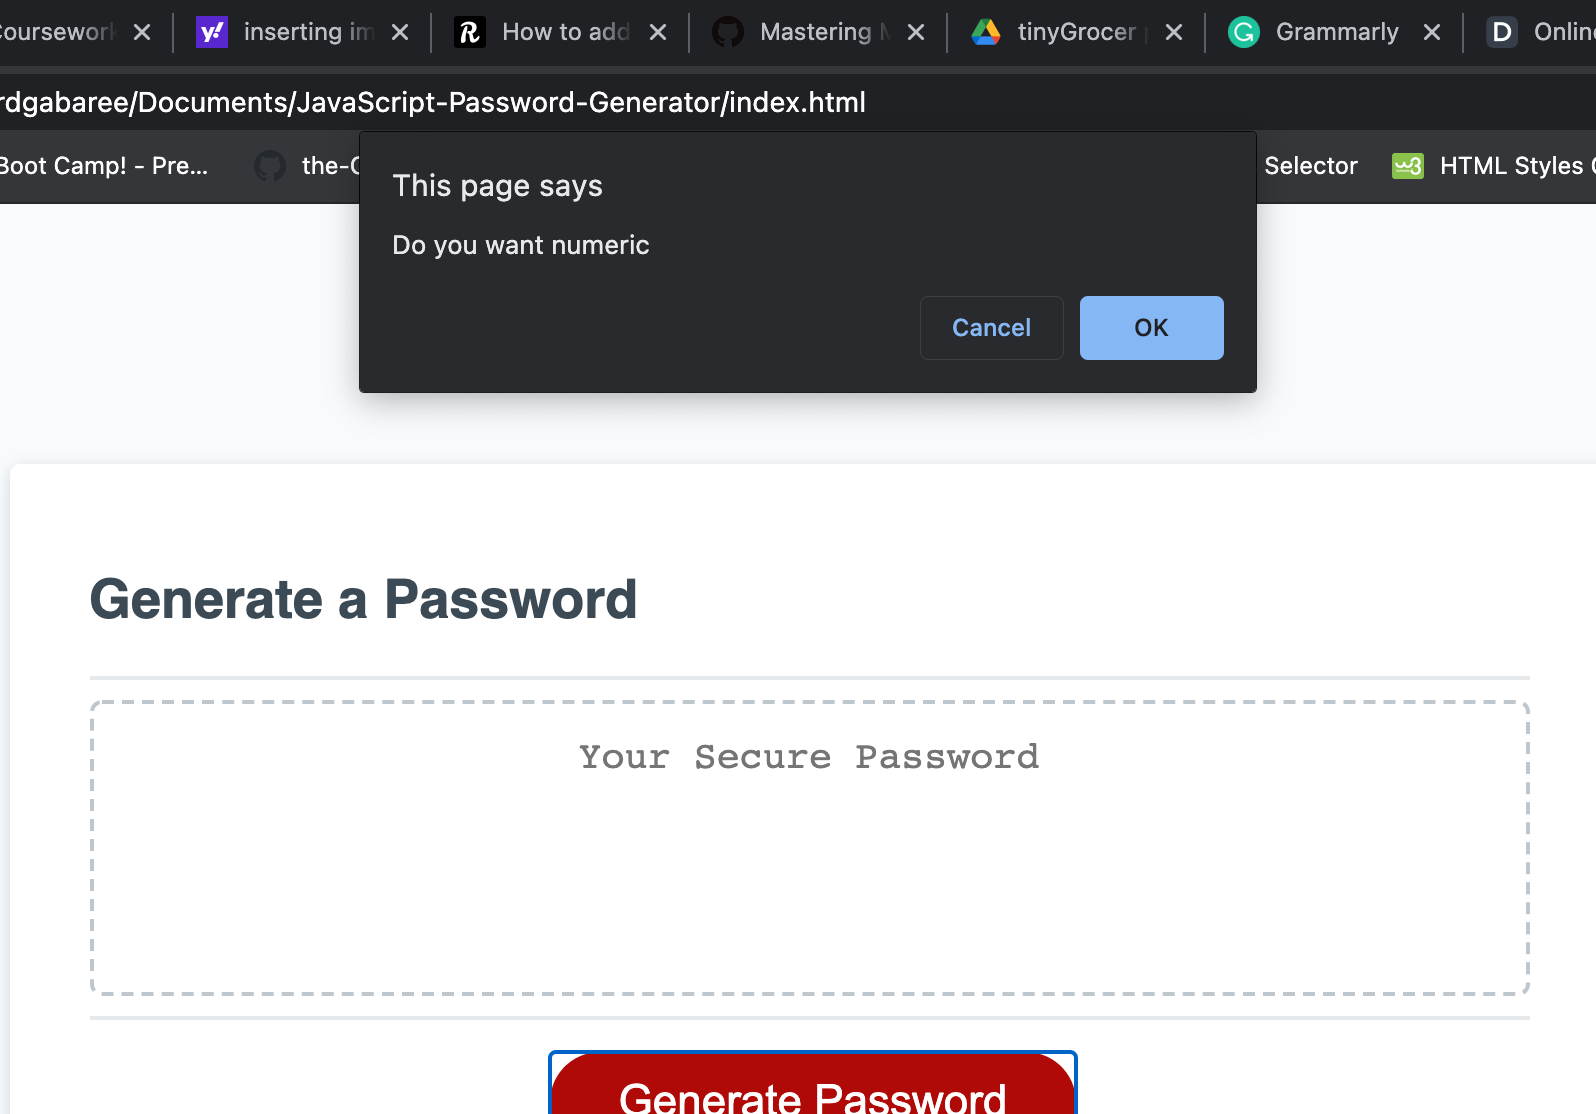 Coursework inserting im How to add Mastering tinyGrocer Grammarly D Onlin
rdgabaree/Documents/JavaScript-Password-Generator/index.html
Boot Camp! - Pre... the- Selector HTML Styles
This page says
Do you want numeric
Cancel OK
Generate a Password
Your Secure Password
Generate Password